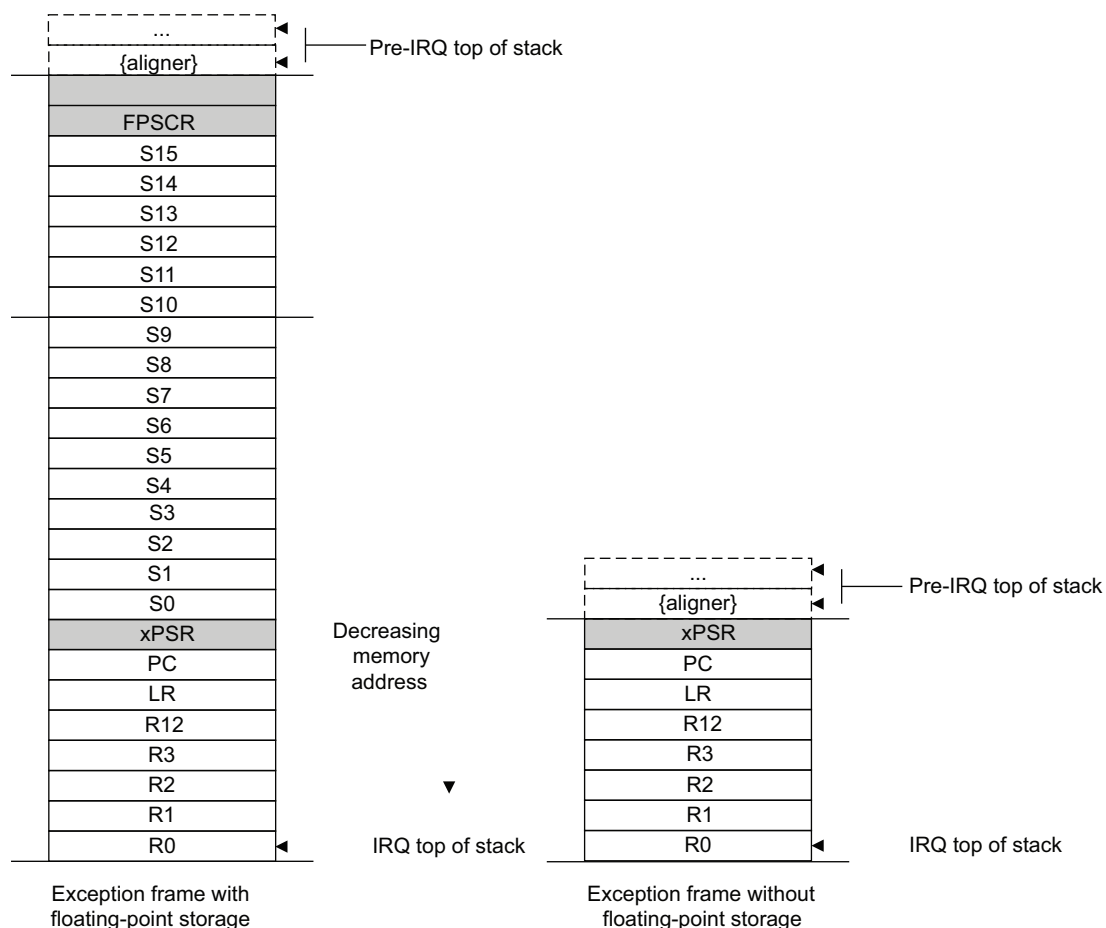 ...
Pre-IRQ top of stack
{aligner}
FPSCR
S15
S14
S13
S12
S11
S10
S9
S8
S7
S6
S5
S4
S3
S2
S1
S0
xPSR
PC
LR
R12
R3
R2
R1
R0
Exception frame with
floating-point storage
Decreasing
memory
address
IRQ top of stack
...
Pre-IRQ top of stack
{aligner}
xPSR
PC
LR
R12
R3
R2
R1
R0
IRQ top of stack
Exception frame without
floating-point storage